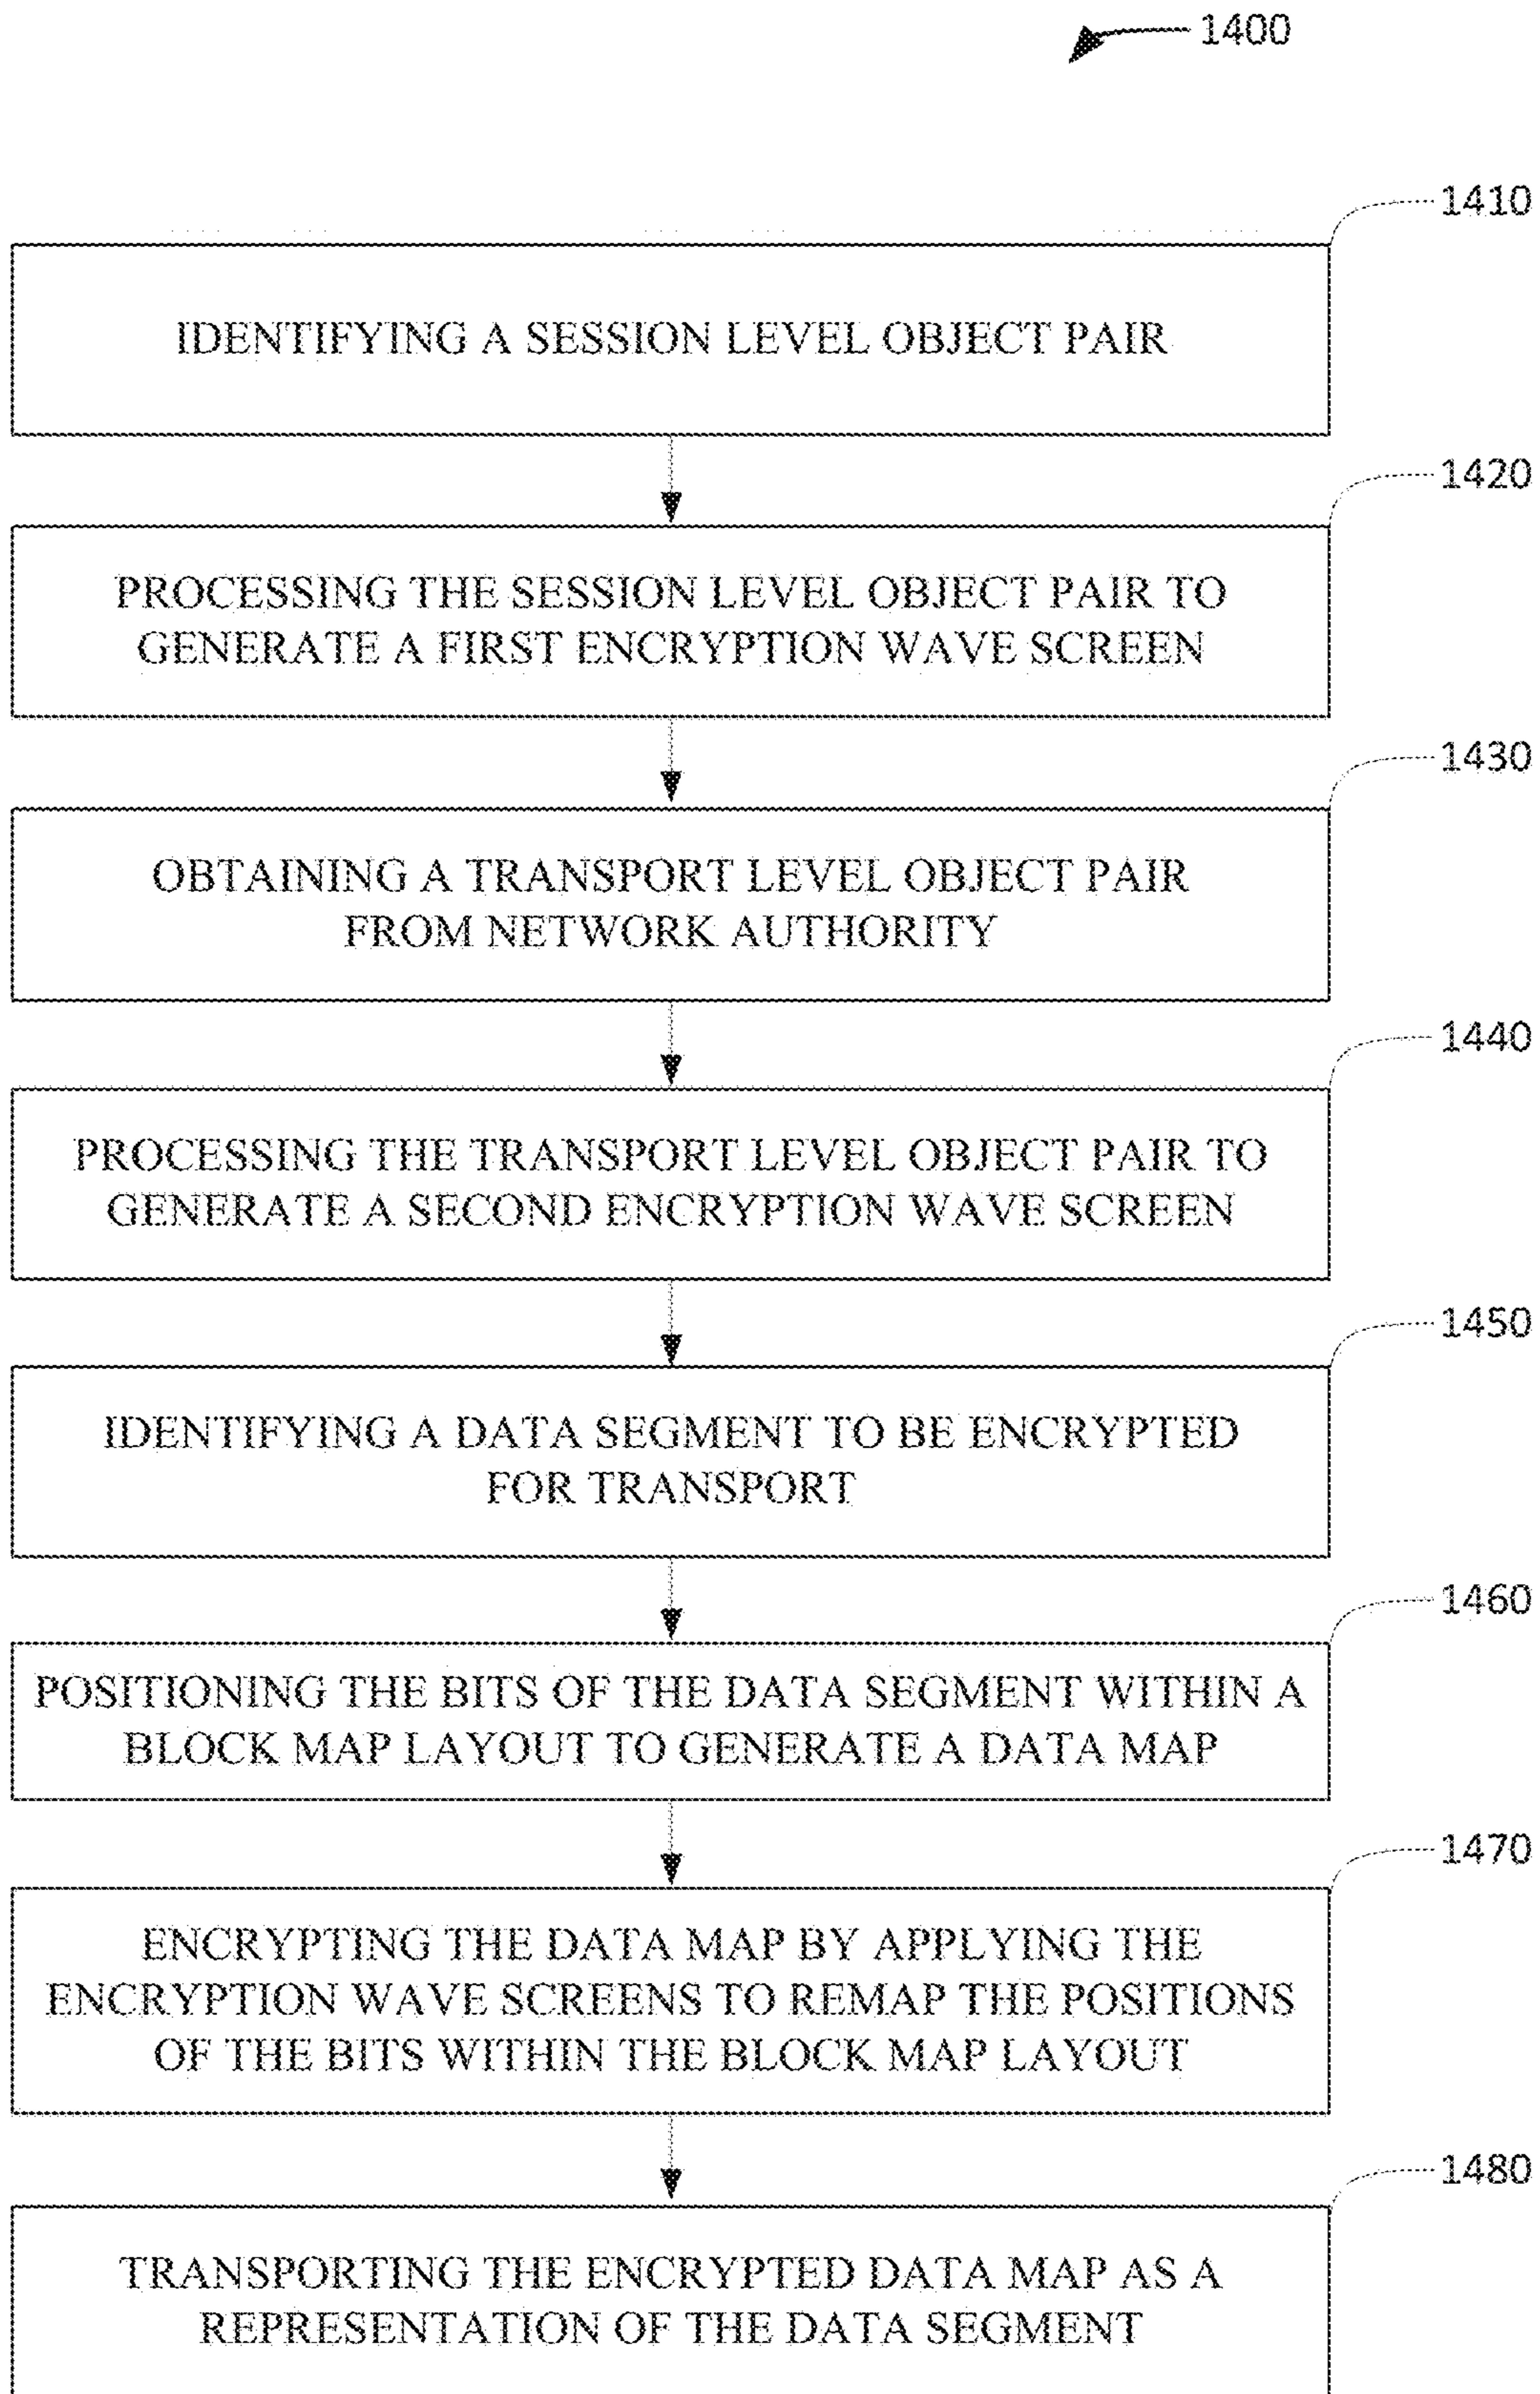 1400
1410
IDENTIFYING A SESSION LEVEL OBJECT PAIR
1420
PROCESSING THE SESSION LEVEL OBJECT PAIR TO
GENERATE A FIRST ENCRYPTION WAVE SCREEN
1430
OBTAINING A TRANSPORT LEVEL OBJECT PAIR
FROM NETWORK AUTHORITY
1440
PROCESSING THE TRANSPORT LEVEL OBJECT PAIR TO
GENERATE A SECOND ENCRYPTION WAVE SCREEN
1450
IDENTIFYING A DATA SEGMENT TO BE ENCRYPTED
FOR TRANSPORT
1460
POSITIONING THE BITS OF THE DATA SEGMENT WITHIN A
BLOCK MAP LAYOUT TO GENERATE A DATA MAP
1470
ENCRYPTING THE DATA MAP BY APPLYING THE
ENCRYPTION WAVE SCREENS TO REMAP THE POSITIONS
OF THE BITS WITHIN THE BLOCK MAP LAYOUT
1480
TRANSPORTING THE ENCRYPTED DATA MAP AS A
REPRESENTATION OF THE DATA SEGMENT